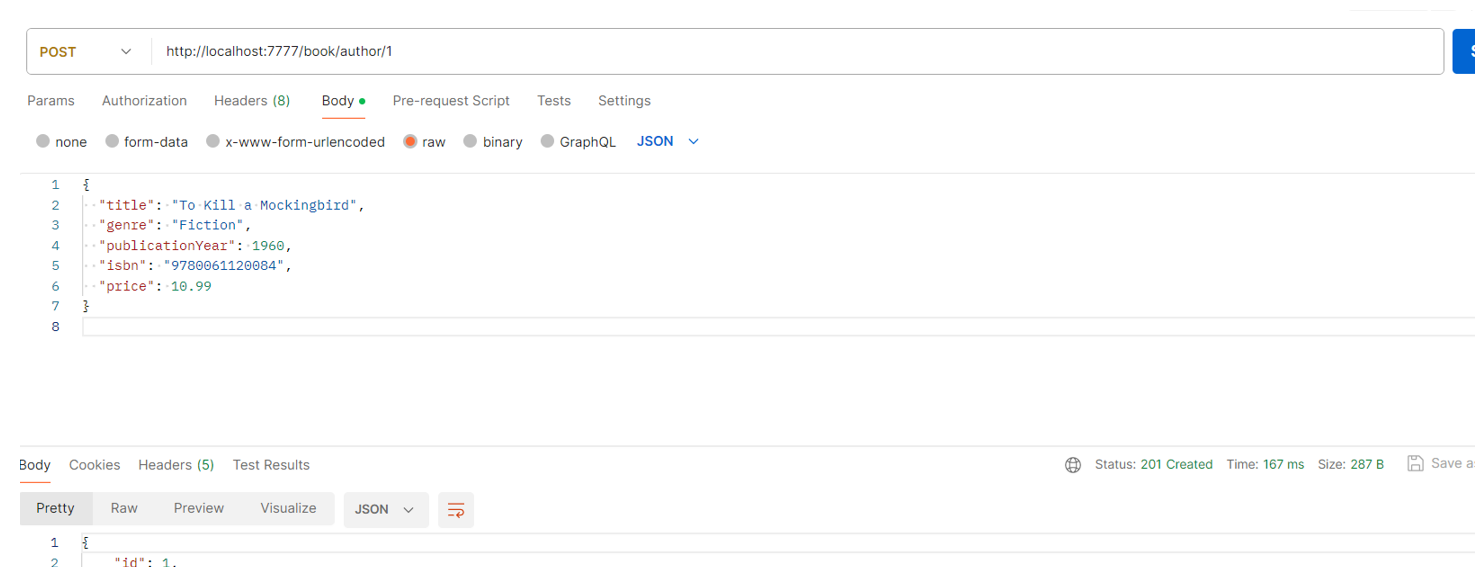 POST http://localhost:7777/book/author/1
Params Authorization Headers (8) Body Pre-request Script Tests Settings
none form-data x-www-form-urlencoded raw binary GraphQL JSON
1 {
2 "title": "To Kill a Mockingbird",
3 "genre": "Fiction",
4 "publicationYear": 1960,
5 "isbn": "9780061120084",
6 "price": 10.99
7 }
8
Body Cookies Headers (5) Test Results Status: 201 Created Time: 167 ms Size: 287 B Save
Pretty Raw Preview Visualize JSON
1 {
2 "id": 1,